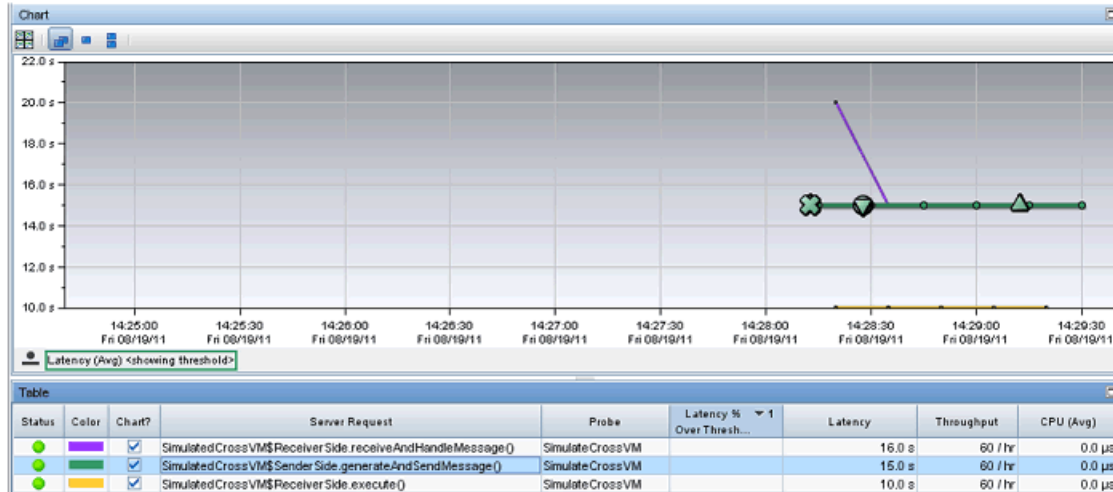 Chart
22.0 s
20.0 s
18.0 s
16.0 s
14.0 s
12.0 s
10.0 s
14:25:00 14:25:30 14:26:00 14:26:30 14:27:00 14:27:30 14:28:00 14:28:30 14:29:00 14:29:30
Fri 08/19/11 Fri 08/19/11 Fri 08/19/11 Fri 08/19/11 Fri 08/19/11 Fri 08/19/11 Fri 08/19/11 Fri 08/19/11 Fri 08/19/11 Fri 08/19/11
Latency (Avg) <showing threshold>
Table
Status Color Chart? Server Request Probe Latency % Over Thresh... 1 Latency Throughput CPU (Avg)
SimulatedCrossVM$ReceiverSide.receiveAndHandleMessage() SimulateCrossVM 16.0 s 60 / hr 0.0 µs
SimulatedCrossVM$SenderSide.generateAndSendMessage() SimulateCrossVM 15.0 s 60 / hr 0.0 µs
SimulatedCrossVM$ReceiverSide.execute() SimulateCrossVM 10.0 s 60 / hr 0.0 µs